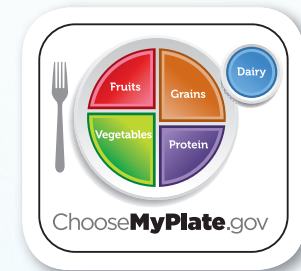 Fruits
Grains
Dairy
Vegetables
Protein
ChooseMyPlate.gov